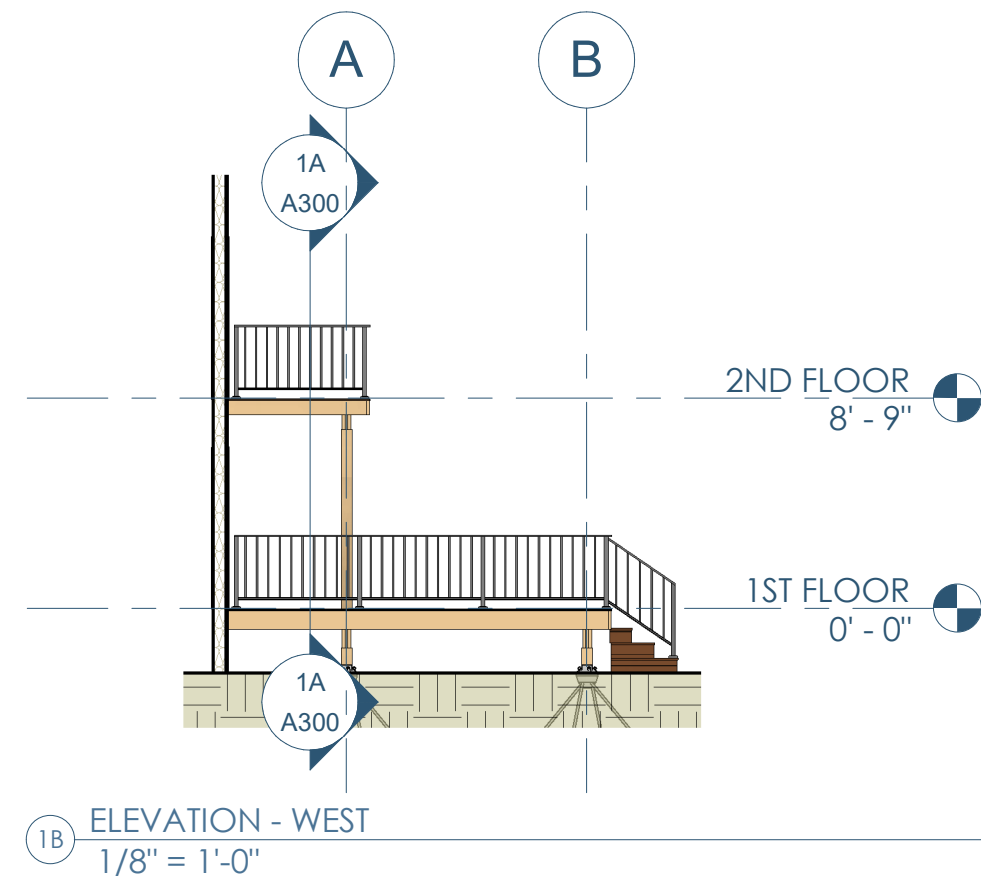 A
B
1A
A300
2ND FLOOR
8' - 9"
1ST FLOOR
0' - 0"
1A
A300
1B
ELEVATION - WEST
1/8" = 1'-0"